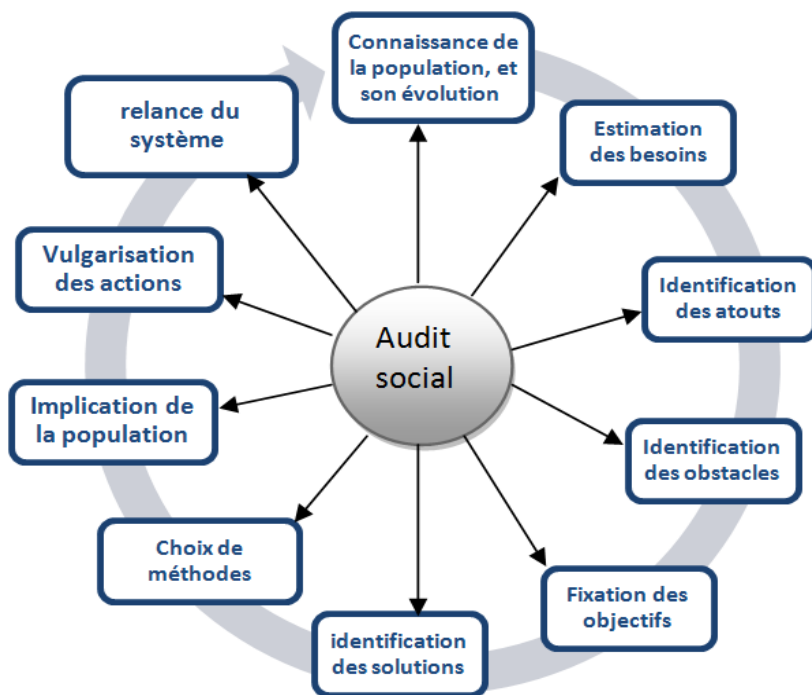 Connaissance de
la population, et
son évolution
Estimation
des besoins
Identification
des atouts
Identification
des obstacles
Fixation des
objectifs
identification
des solutions
Choix de
méthodes
Implication de
la population
Vulgarisation
des actions
relance du
système
Audit
social